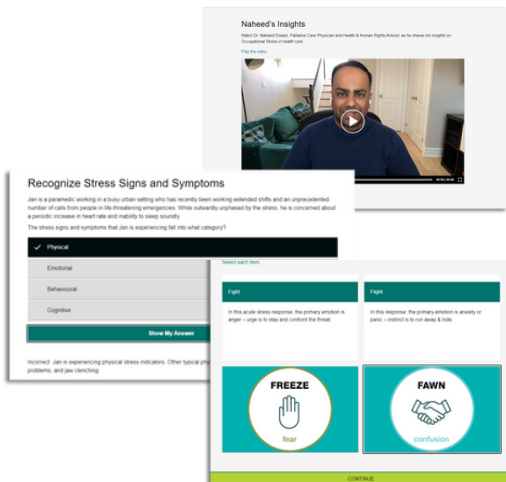 Naheed's Insights
Watch Dr. Naheed Dosani, Palliative Care Physician and Health & Human Rights Activist, as he shares his insights on
Occupational Stress in health care.
Play the video
Recognize Stress Signs and Symptoms
Jan is a paramedic working in a busy urban setting who has recently been working extended shifts and an unprecedented
number of calls from people in life-threatening emergencies. While outwardly unphased by the stress, he is concerned about
a periodic increase in heart rate and inability to sleep soundly.
The stress signs and symptoms that Jan is experiencing fall into what category?
Physical
Emotional
Behavioural
Cognitive
Show My Answer
Incorrect. Jan is experiencing physical stress indicators. Other typical phy
problems, and jaw clenching
Select each item.
Fight
In this acute stress response, the primary emotion is
anger – urge is to stay and confront the threat.
Flight
In this response, the primary emotion is anxiety or
panic – instinct is to run away & hide.
FREEZE
fear
FAWN
confusion
CONTINUE